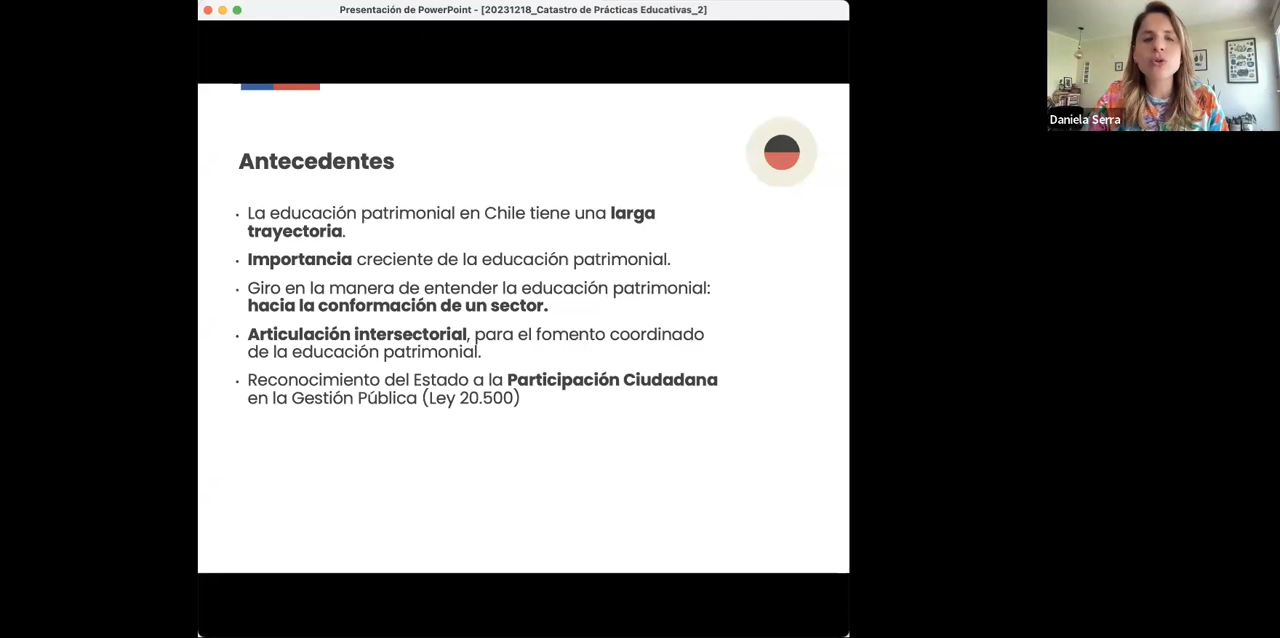 Presentación de PowerPoint - [20231218_Catastro de Prácticas Educativas_2]
Daniela Serra
Antecedentes
· La educación patrimonial en Chile tiene una larga
trayectoria.
· Importancia creciente de la educación patrimonial.
· Giro en la manera de entender la educación patrimonial:
hacia la conformación de un sector.
· Articulación intersectorial, para el fomento coordinado
de la educación patrimonial.
· Reconocimiento del Estado a la Participación Ciudadana
en la Gestión Pública (Ley 20.500)